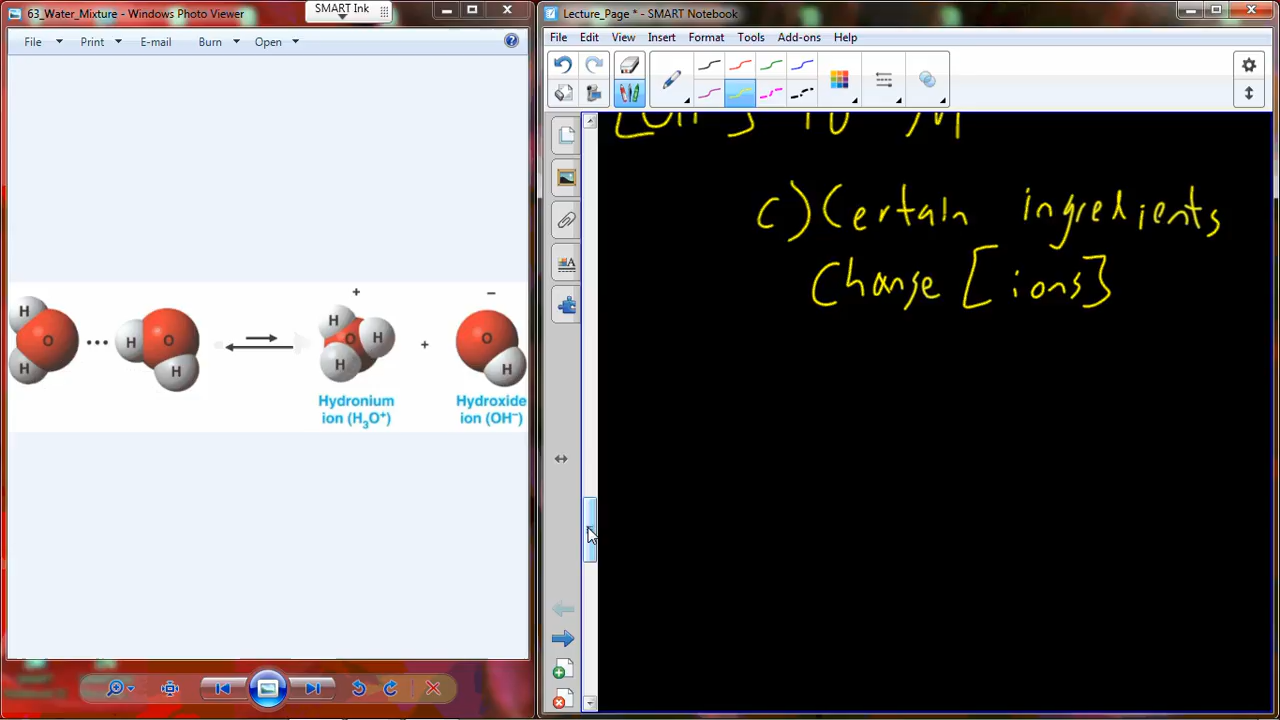 63_Water_Mixture - Windows Photo Viewer
SMART Ink
File Print E-mail Burn Open
H
O
H
H
O
H
+
H
O
H
H
+
−
O
H
Hydronium
ion (H₃O⁺)
Hydroxide
ion (OH⁻)
Lecture_Page * - SMART Notebook
File Edit View Insert Format Tools Add-ons Help
c) Certain ingredients
Change [ions]